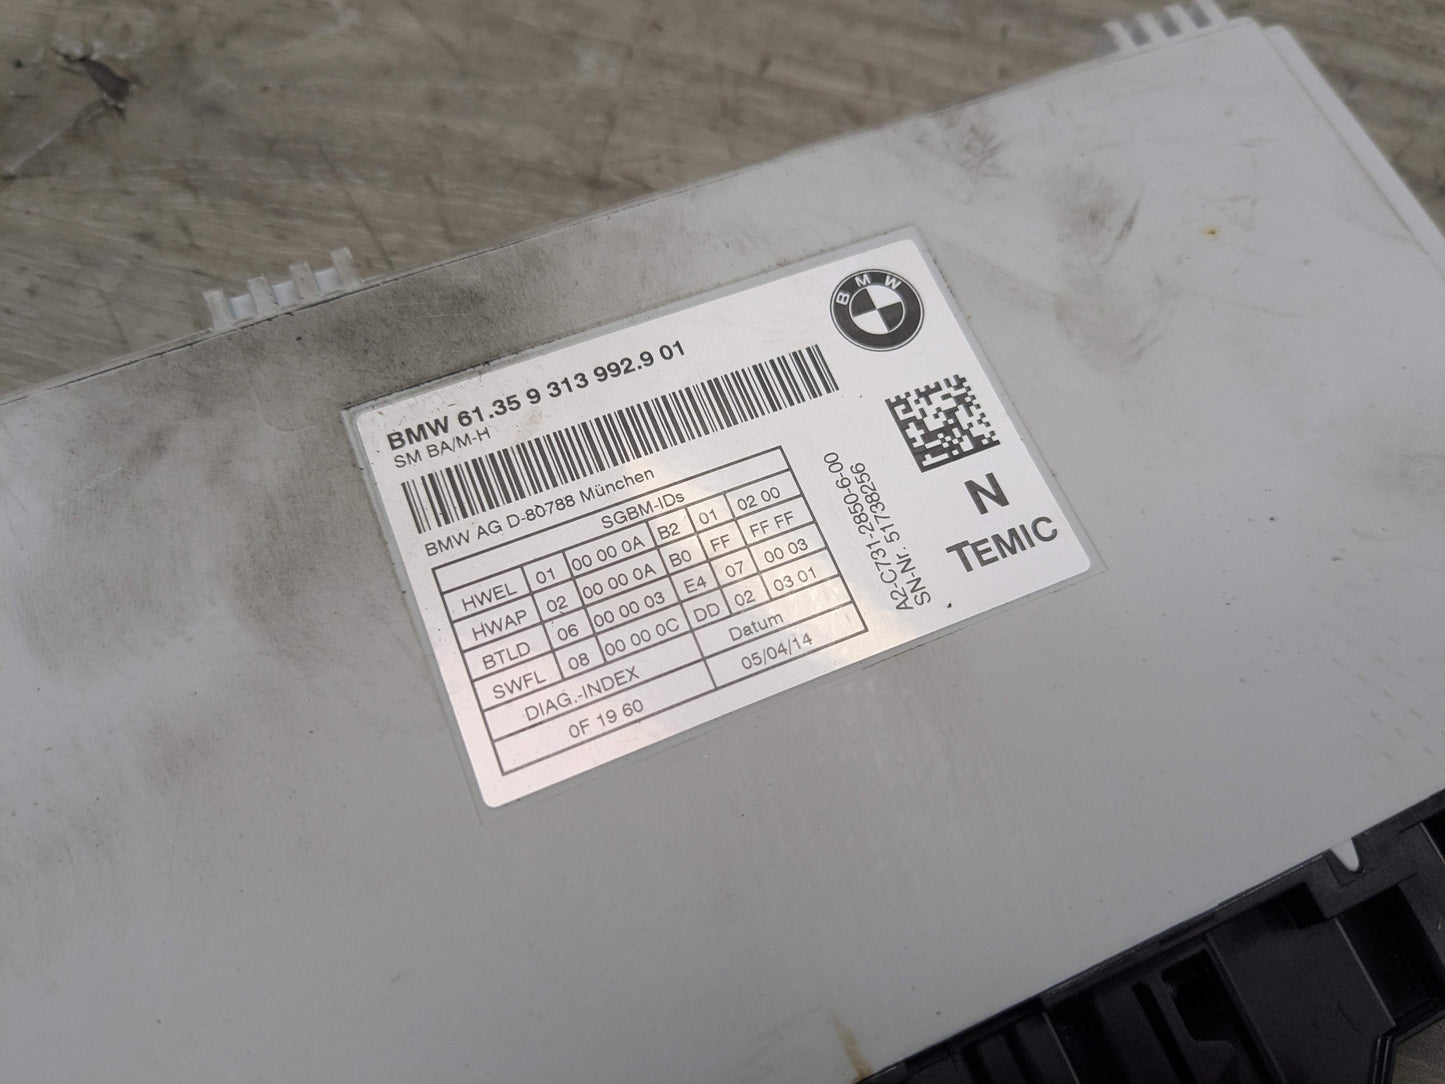 BMW
BMW 61.35 9 313 992.9 01
SM BA/M-H
BMW AG D-80788 München
SGBM-IDs
HWEL 01 00 00 0A B2 01 02 00
HWAP 02 00 00 0A B0 FF FF FF
BTLD 06 00 00 03 E4 07 00 03
SWFL 08 00 00 0C DD 02 03 01
DIAG.-INDEX Datum
0F 19 60 05/04/14
A2-C731-2850-6-00
SN-Nr. 51738256
N
TEMIC